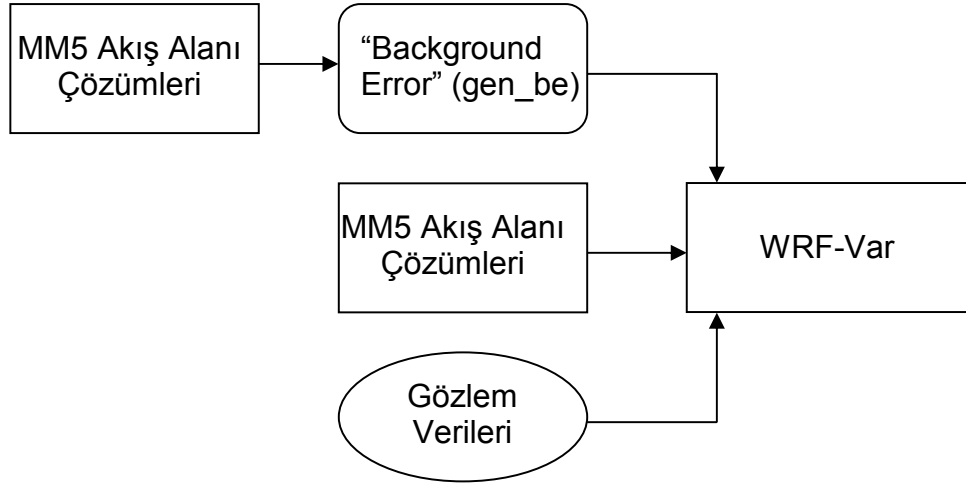 MM5 Akış Alanı
Çözümleri
“Background
Error” (gen_be)
MM5 Akış Alanı
Çözümleri
WRF-Var
Gözlem
Verileri